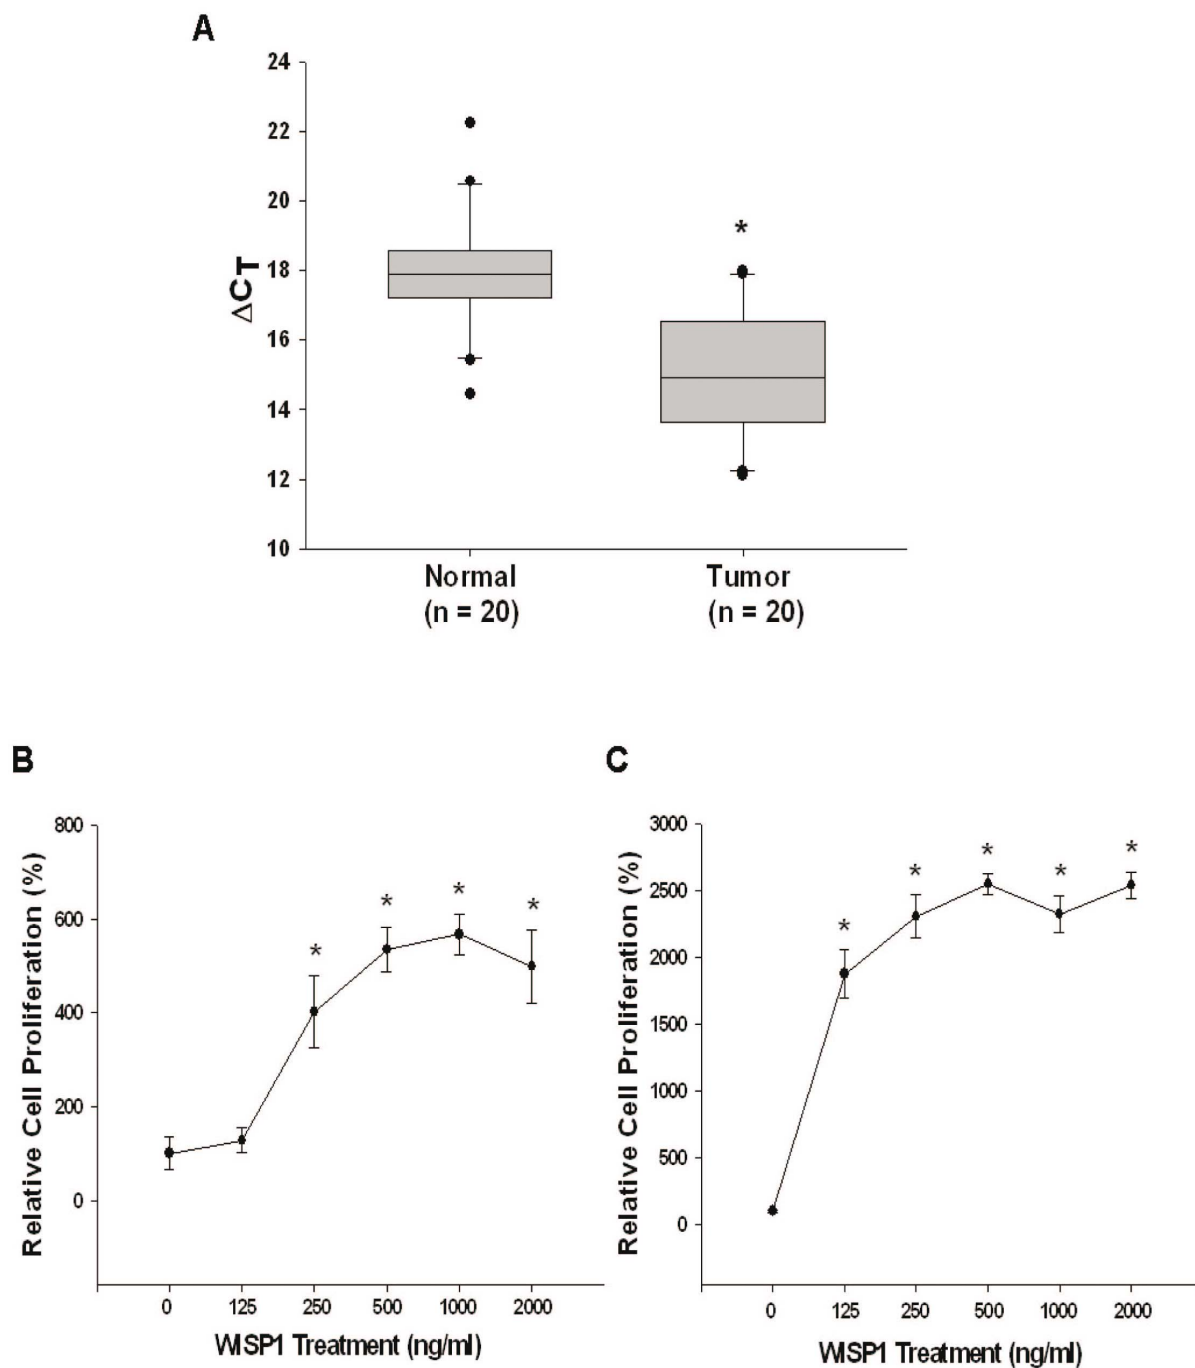 A
24
22
20
18
16
14
12
10
ΔCT
*
Normal
(n = 20)
Tumor
(n = 20)
B
800
600
400
200
0
Relative Cell Proliferation (%)
* * * *
0 125 250 500 1000 2000
WISP1 Treatment (ng/ml)
C
3000
2500
2000
1500
1000
500
0
Relative Cell Proliferation (%)
* * * * *
0 125 250 500 1000 2000
WISP1 Treatment (ng/ml)